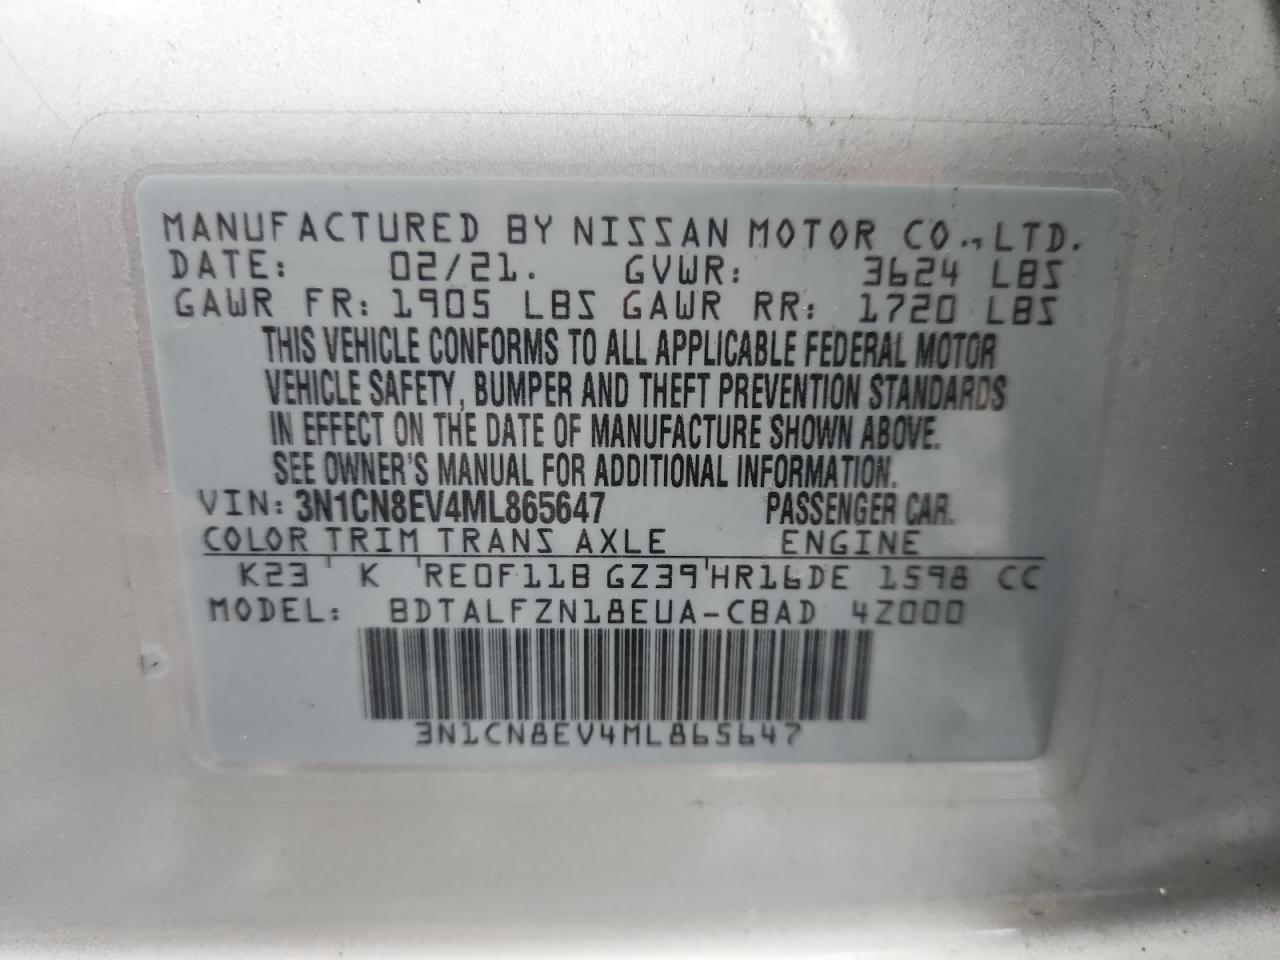 MANUFACTURED BY NISSAN MOTOR CO., LTD.
DATE: 02/21. GVWR: 3624 LBS
GAWR FR: 1905 LBS GAWR RR: 1720 LBS
THIS VEHICLE CONFORMS TO ALL APPLICABLE FEDERAL MOTOR
VEHICLE SAFETY, BUMPER AND THEFT PREVENTION STANDARDS
IN EFFECT ON THE DATE OF MANUFACTURE SHOWN ABOVE.
SEE OWNER'S MANUAL FOR ADDITIONAL INFORMATION.
VIN: 3N1CN8EV4ML865647 PASSENGER CAR.
COLOR TRIM TRANS AXLE ENGINE
K23 ' K ' RE0F11B GZ39 ' HR16DE 1598 CC
MODEL: BDTALFZN18EUA-CBAD 4Z000
3N1CN8EV4ML865647